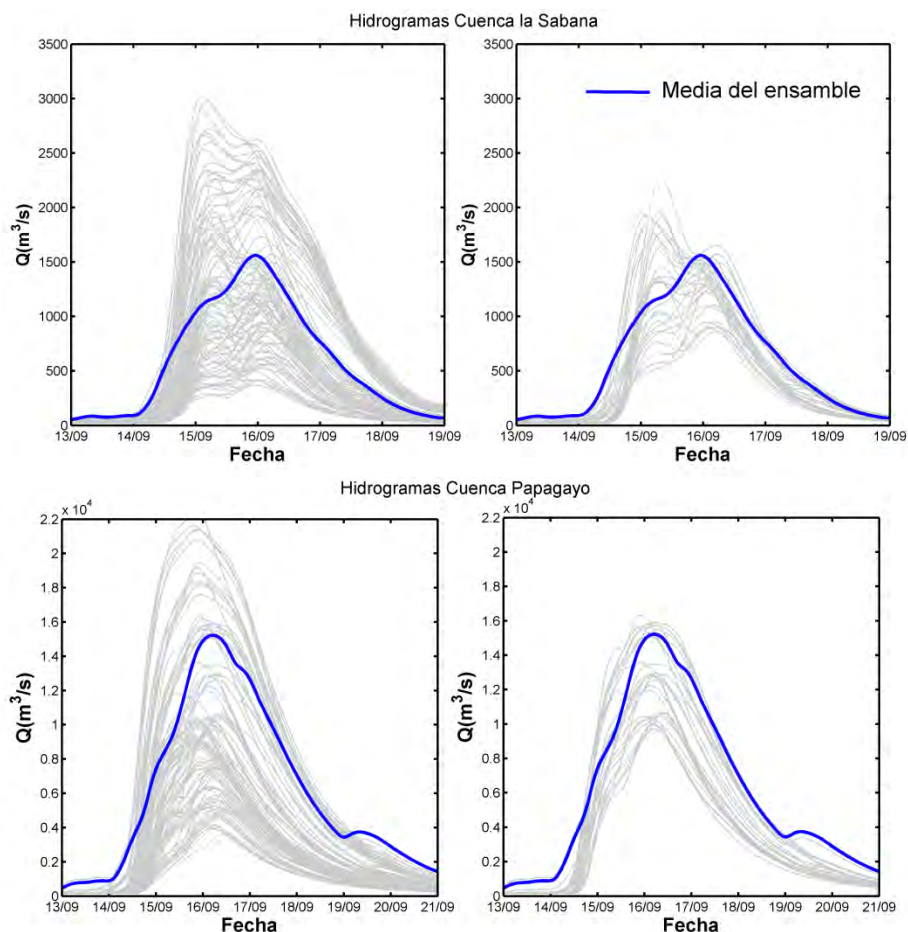 Hidrogramas Cuenca la Sabana
3500
3000
2500
2000
1500
1000
500
0
Q(m³/s)
13/09 14/09 15/09 16/09 17/09 18/09 19/09
Fecha
3500
3000
2500
2000
1500
1000
500
0
Q(m³/s)
Media del ensamble
13/09 14/09 15/09 16/09 17/09 18/09 19/09
Fecha
Hidrogramas Cuenca Papagayo
x 10⁴
2.2
2
1.8
1.6
1.4
1.2
1
0.8
0.6
0.4
0.2
0
Q(m³/s)
13/09 14/09 15/09 16/09 17/09 18/09 19/09 20/09 21/09
Fecha
x 10⁴
2.2
2
1.8
1.6
1.4
1.2
1
0.8
0.6
0.4
0.2
0
Q(m³/s)
13/09 14/09 15/09 16/09 17/09 18/09 19/09 20/09 21/09
Fecha